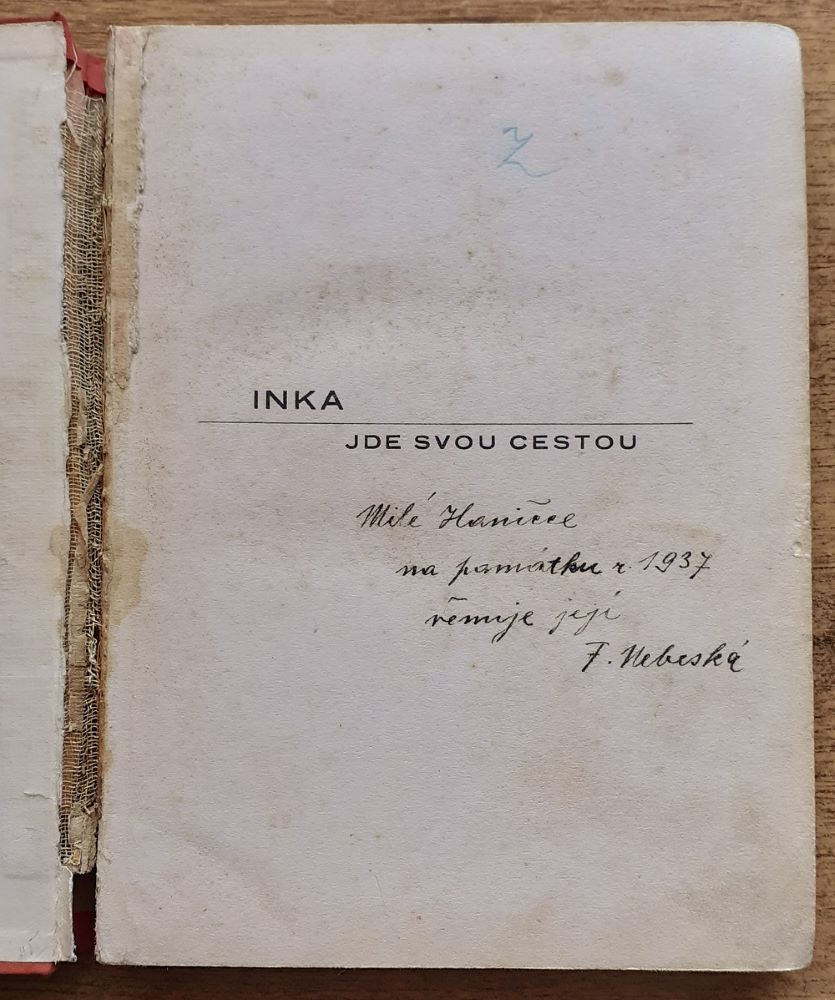 Z
INKA
JDE SVOU CESTOU
Milé Haničce
na památku r. 1937
věnuje její
F. Nebeská